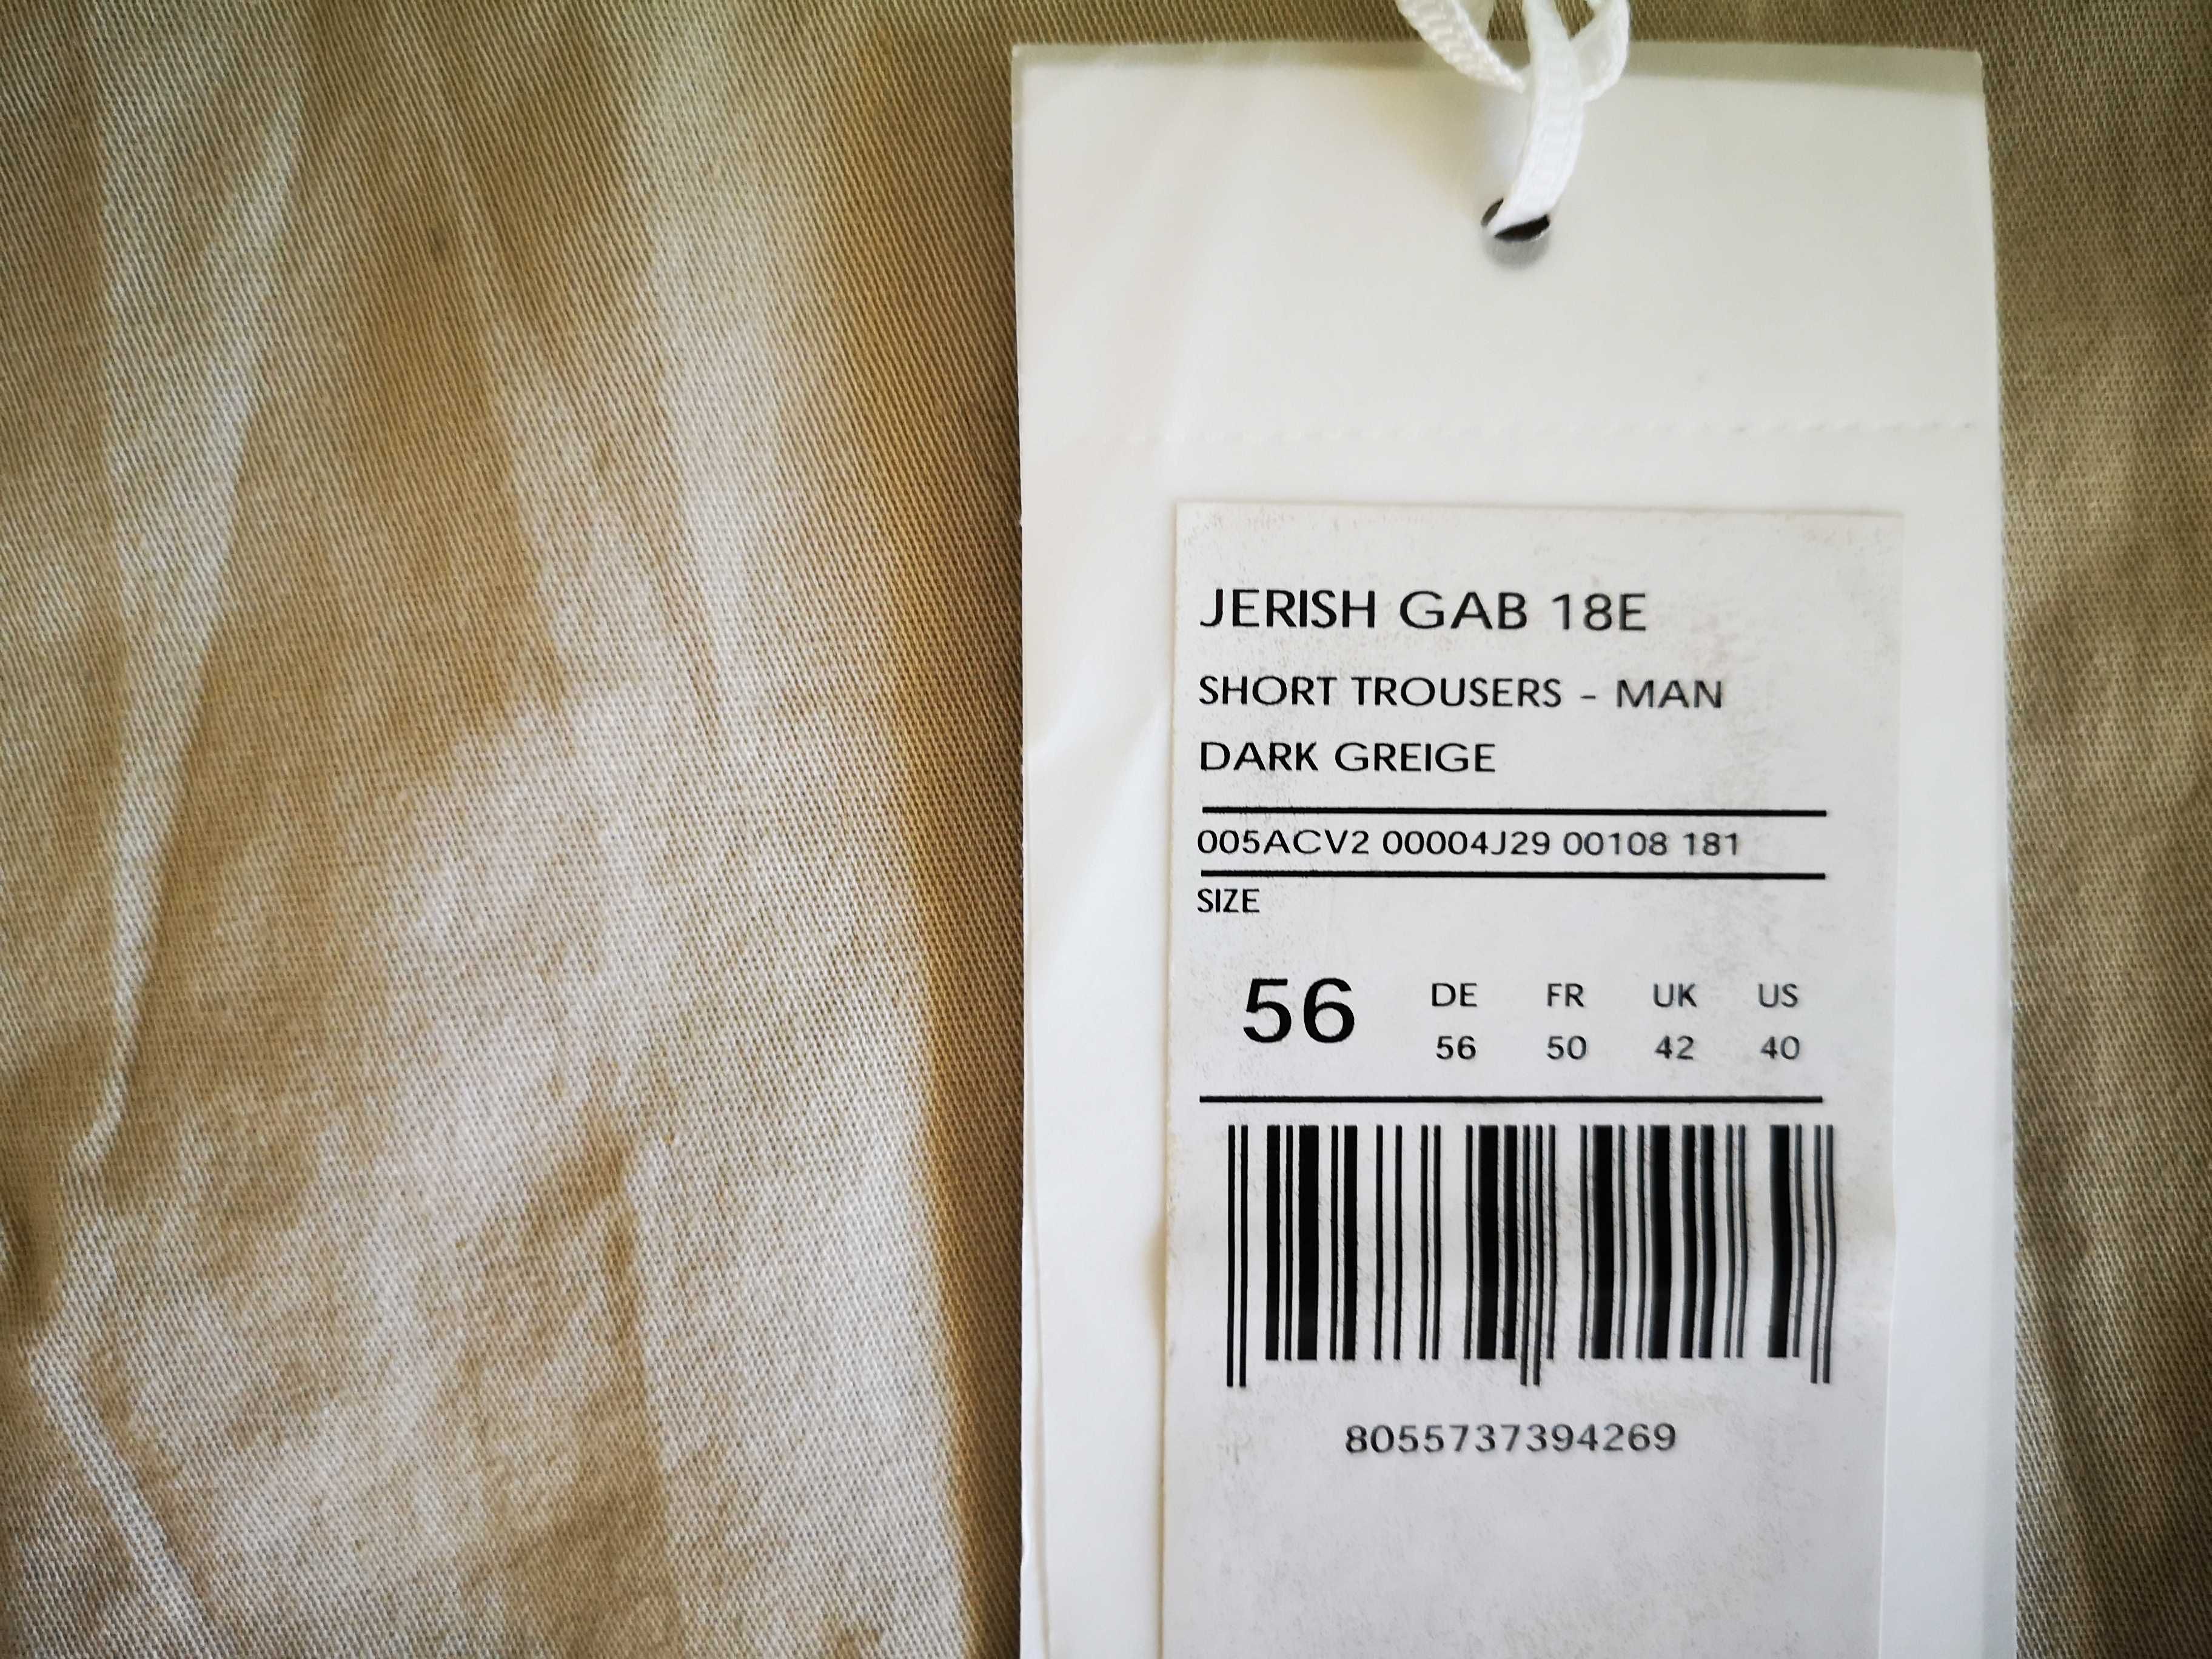 JERISH GAB 18E
SHORT TROUSERS - MAN
DARK GREIGE
005ACV2 00004J29 00108 181
SIZE
56 DE FR UK US
56 50 42 40
8055737394269